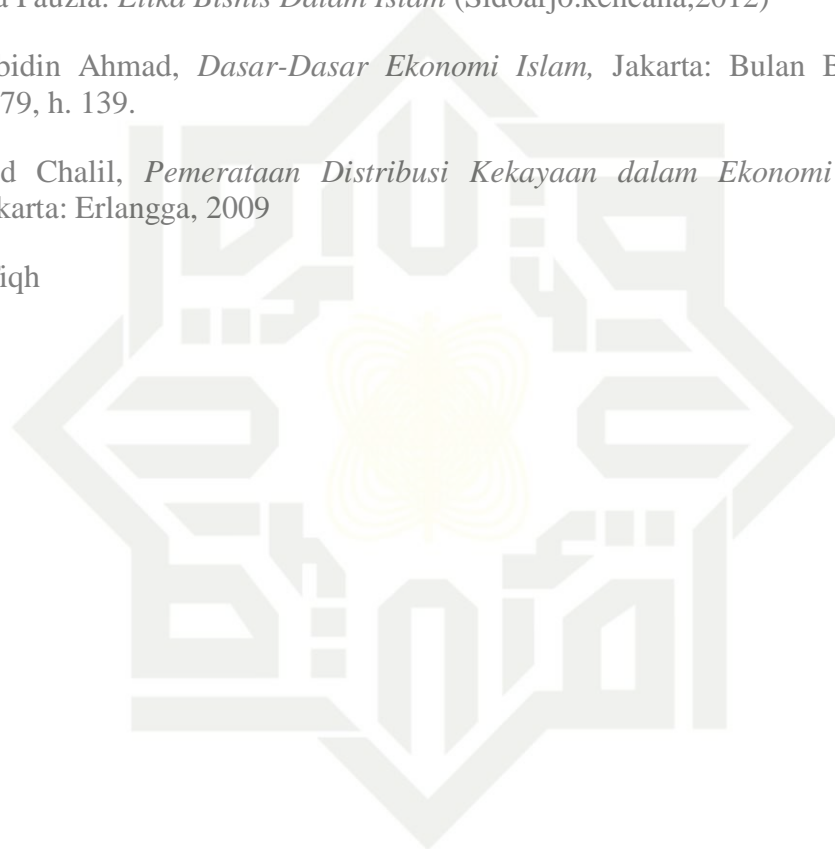 Fauzia. Etika Bisnis Dalam Islam (Sidoarjo.kencana,2012)
bidin Ahmad, Dasar-Dasar Ekonomi Islam, Jakarta: Bulan B
79, h. 139.
d Chalil, Pemerataan Distribusi Kekayaan dalam Ekonomi
karta: Erlangga, 2009
iqh